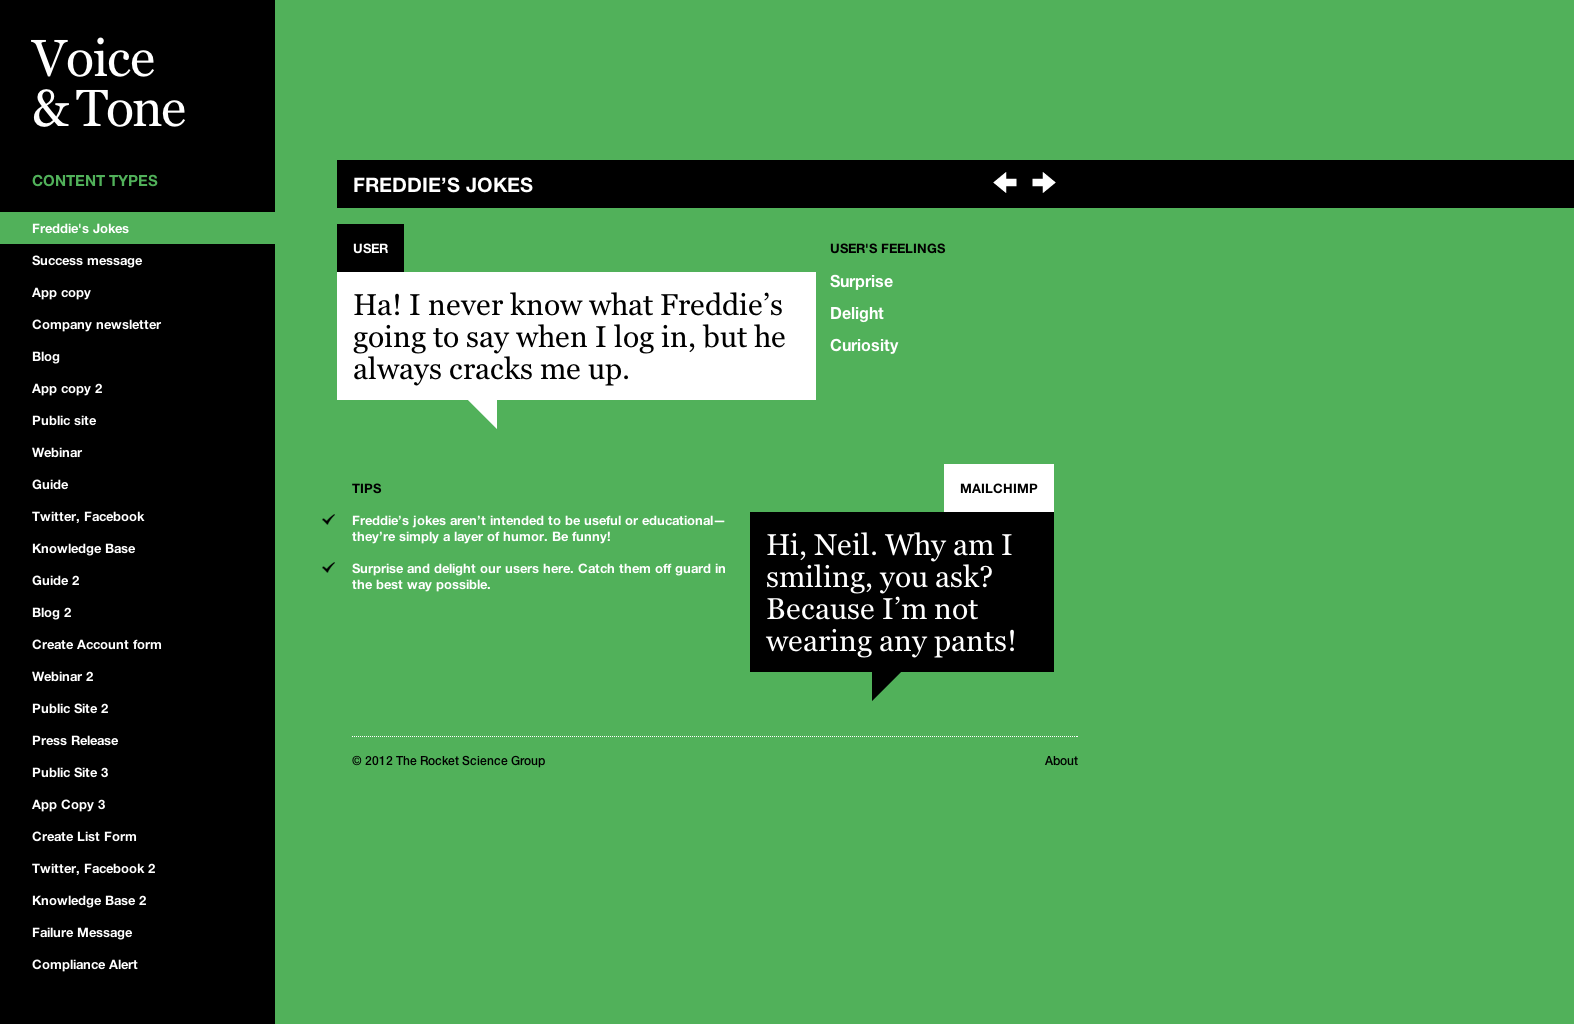 Voice
& Tone
CONTENT TYPES
Freddie's Jokes
Success message
App copy
Company newsletter
Blog
App copy 2
Public site
Webinar
Guide
Twitter, Facebook
Knowledge Base
Guide 2
Blog 2
Create Account form
Webinar 2
Public Site 2
Press Release
Public Site 3
App Copy 3
Create List Form
Twitter, Facebook 2
Knowledge Base 2
Failure Message
Compliance Alert
FREDDIE’S JOKES
USER
Ha! I never know what Freddie’s
going to say when I log in, but he
always cracks me up.
USER'S FEELINGS
Surprise
Delight
Curiosity
TIPS
Freddie’s jokes aren’t intended to be useful or educational—
they’re simply a layer of humor. Be funny!
Surprise and delight our users here. Catch them off guard in
the best way possible.
MAILCHIMP
Hi, Neil. Why am I
smiling, you ask?
Because I’m not
wearing any pants!
© 2012 The Rocket Science Group
About